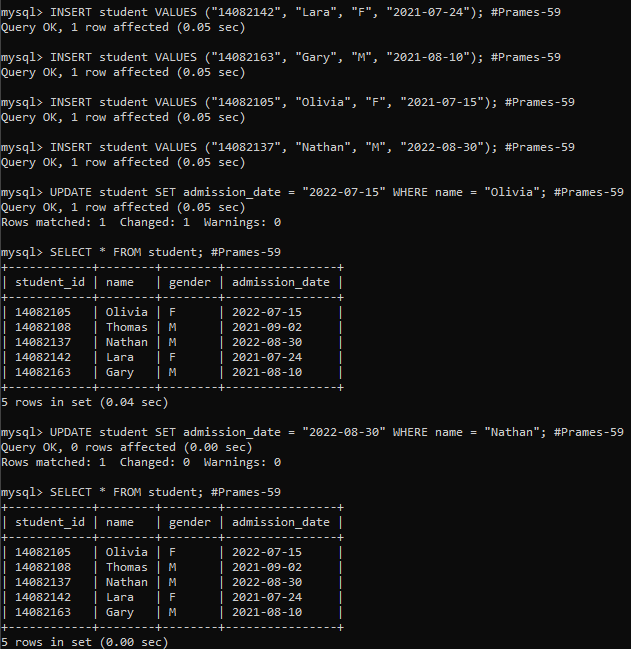 mysql> INSERT student VALUES ("14082142", "Lara", "F", "2021-07-24"); #Prames-59
Query OK, 1 row affected (0.05 sec)

mysql> INSERT student VALUES ("14082163", "Gary", "M", "2021-08-10"); #Prames-59
Query OK, 1 row affected (0.05 sec)

mysql> INSERT student VALUES ("14082105", "Olivia", "F", "2021-07-15"); #Prames-59
Query OK, 1 row affected (0.05 sec)

mysql> INSERT student VALUES ("14082137", "Nathan", "M", "2022-08-30"); #Prames-59
Query OK, 1 row affected (0.05 sec)

mysql> UPDATE student SET admission_date = "2022-07-15" WHERE name = "Olivia"; #Prames-59
Query OK, 1 row affected (0.05 sec)
Rows matched: 1  Changed: 1  Warnings: 0

mysql> SELECT * FROM student; #Prames-59
+------------+--------+--------+----------------+
| student_id | name   | gender | admission_date |
+------------+--------+--------+----------------+
| 14082105   | Olivia | F      | 2022-07-15     |
| 14082108   | Thomas | M      | 2021-09-02     |
| 14082137   | Nathan | M      | 2022-08-30     |
| 14082142   | Lara   | F      | 2021-07-24     |
| 14082163   | Gary   | M      | 2021-08-10     |
+------------+--------+--------+----------------+
5 rows in set (0.04 sec)

mysql> UPDATE student SET admission_date = "2022-08-30" WHERE name = "Nathan"; #Prames-59
Query OK, 0 rows affected (0.00 sec)
Rows matched: 1  Changed: 0  Warnings: 0

mysql> SELECT * FROM student; #Prames-59
+------------+--------+--------+----------------+
| student_id | name   | gender | admission_date |
+------------+--------+--------+----------------+
| 14082105   | Olivia | F      | 2022-07-15     |
| 14082108   | Thomas | M      | 2021-09-02     |
| 14082137   | Nathan | M      | 2022-08-30     |
| 14082142   | Lara   | F      | 2021-07-24     |
| 14082163   | Gary   | M      | 2021-08-10     |
+------------+--------+--------+----------------+
5 rows in set (0.00 sec)